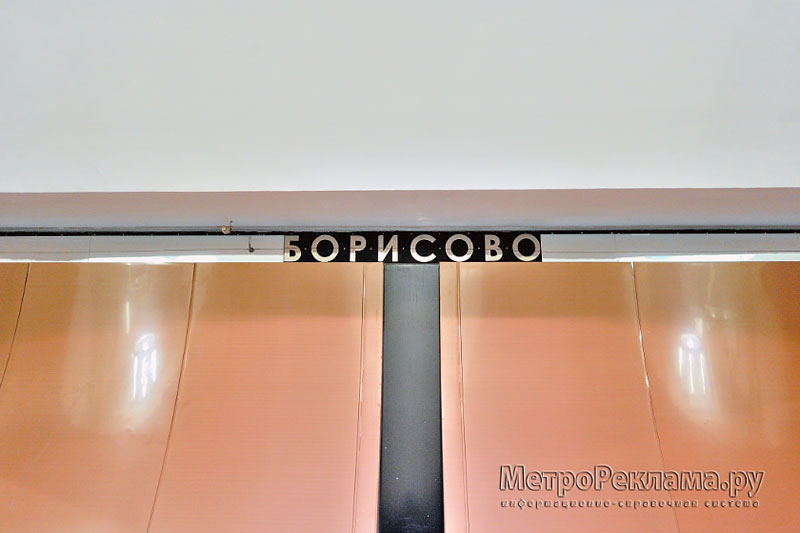 БОРИСОВО
МетроРеклама.ру
информационно-справочная система